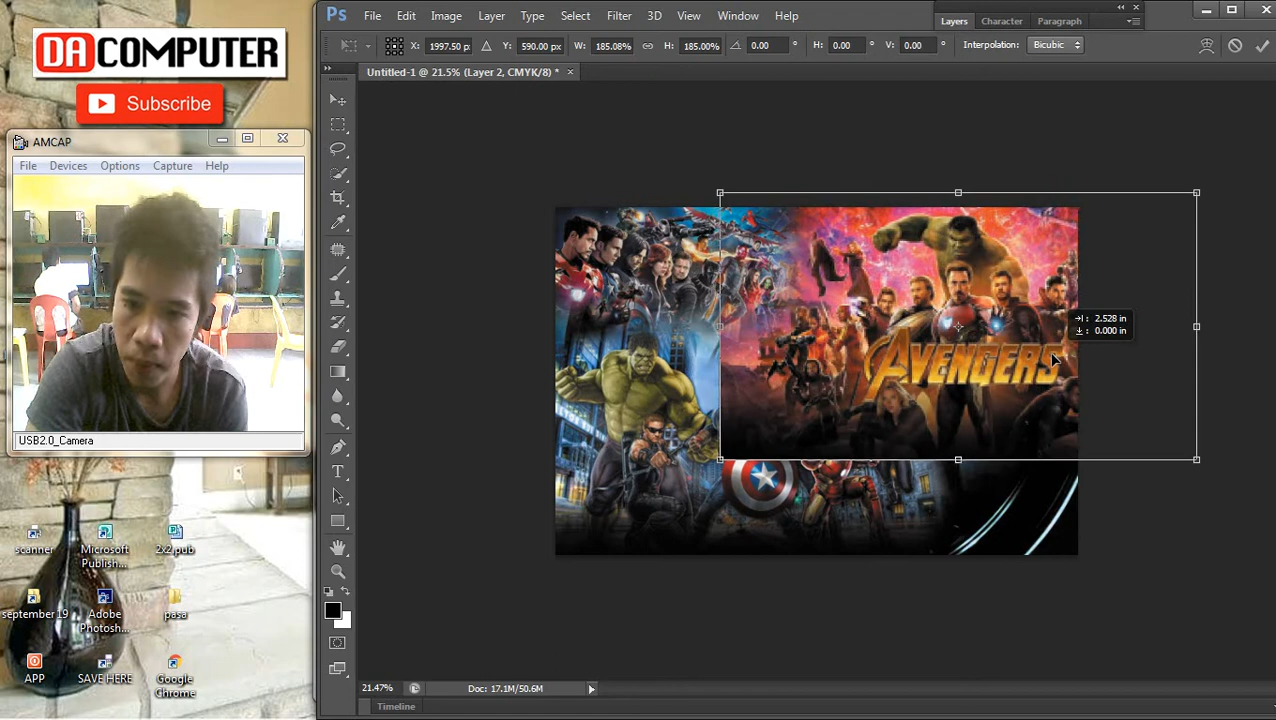 DA COMPUTER
Subscribe
AMCAP
File Devices Options Capture Help
USB2.0_Camera
scanner
Microsoft Publish...
2x2.pub
september 19
Adobe Photosh...
pasa
APP
SAVE HERE
Google Chrome
Ps File Edit Image Layer Type Select Filter 3D View Window Help
Layers Character Paragraph
X: 1997.50 p: Y: 590.00 px W: 185.08% H: 185.00% 0.00 ° H: 0.00 ° V: 0.00 ° Interpolation: Bicubic
Untitled-1 @ 21.5% (Layer 2, CMYK/8) * ×
AVENGERS
: 2.528 in
: 0.000 in
T
21.47% Doc: 17.1M/50.6M
Timeline